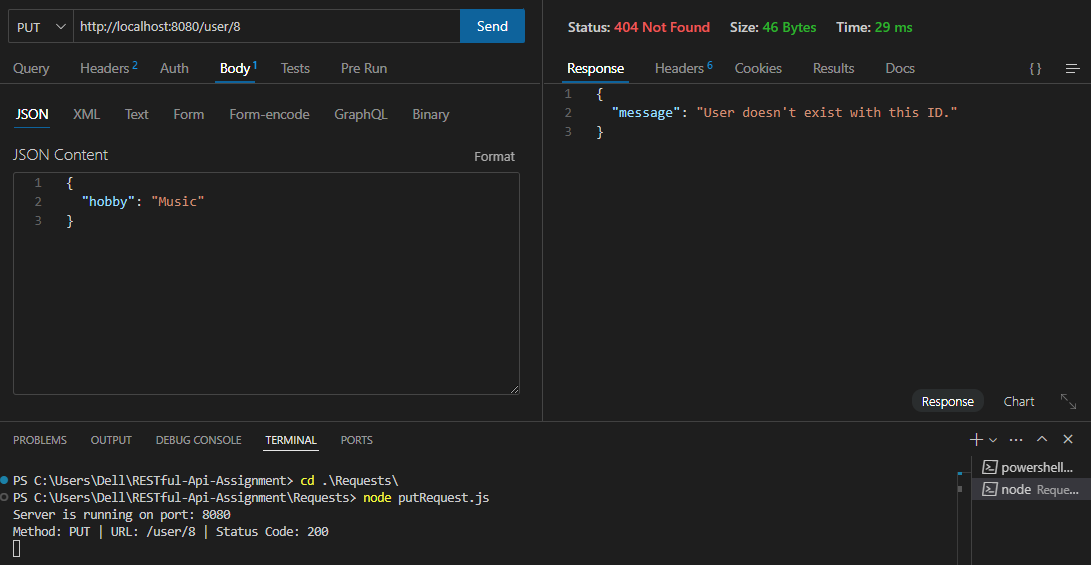 PUT http://localhost:8080/user/8 Send
Query Headers 2 Auth Body 1 Tests Pre Run
JSON XML Text Form Form-encode GraphQL Binary
JSON Content Format
1 {
2 "hobby": "Music"
3 }
Status: 404 Not Found Size: 46 Bytes Time: 29 ms
Response Headers 6 Cookies Results Docs { }
1 {
2 "message": "User doesn't exist with this ID."
3 }
Response Chart
PROBLEMS OUTPUT DEBUG CONSOLE TERMINAL PORTS
PS C:\Users\Dell\RESTful-Api-Assignment> cd .\Requests\
PS C:\Users\Dell\RESTful-Api-Assignment\Requests> node putRequest.js
Server is running on port: 8080
Method: PUT | URL: /user/8 | Status Code: 200
powershell...
node Reque...